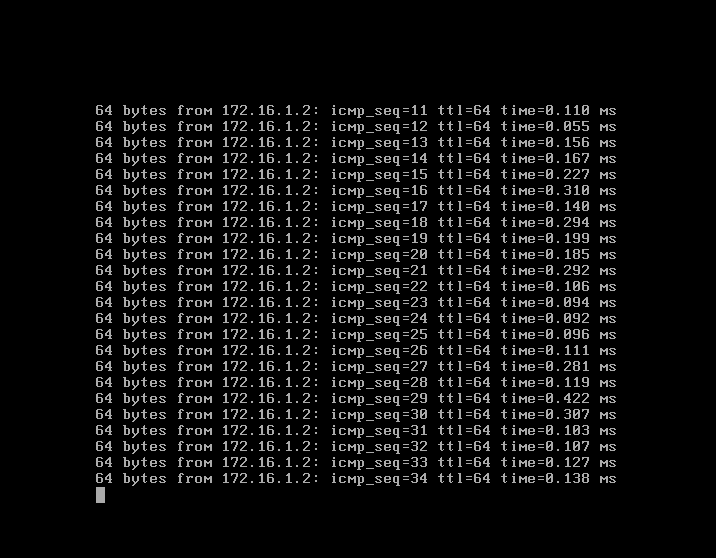 64 bytes from 172.16.1.2: icmp_seq=11 ttl=64 time=0.110 ms
64 bytes from 172.16.1.2: icmp_seq=12 ttl=64 time=0.055 ms
64 bytes from 172.16.1.2: icmp_seq=13 ttl=64 time=0.156 ms
64 bytes from 172.16.1.2: icmp_seq=14 ttl=64 time=0.167 ms
64 bytes from 172.16.1.2: icmp_seq=15 ttl=64 time=0.227 ms
64 bytes from 172.16.1.2: icmp_seq=16 ttl=64 time=0.310 ms
64 bytes from 172.16.1.2: icmp_seq=17 ttl=64 time=0.140 ms
64 bytes from 172.16.1.2: icmp_seq=18 ttl=64 time=0.294 ms
64 bytes from 172.16.1.2: icmp_seq=19 ttl=64 time=0.199 ms
64 bytes from 172.16.1.2: icmp_seq=20 ttl=64 time=0.185 ms
64 bytes from 172.16.1.2: icmp_seq=21 ttl=64 time=0.292 ms
64 bytes from 172.16.1.2: icmp_seq=22 ttl=64 time=0.106 ms
64 bytes from 172.16.1.2: icmp_seq=23 ttl=64 time=0.094 ms
64 bytes from 172.16.1.2: icmp_seq=24 ttl=64 time=0.092 ms
64 bytes from 172.16.1.2: icmp_seq=25 ttl=64 time=0.096 ms
64 bytes from 172.16.1.2: icmp_seq=26 ttl=64 time=0.111 ms
64 bytes from 172.16.1.2: icmp_seq=27 ttl=64 time=0.281 ms
64 bytes from 172.16.1.2: icmp_seq=28 ttl=64 time=0.119 ms
64 bytes from 172.16.1.2: icmp_seq=29 ttl=64 time=0.422 ms
64 bytes from 172.16.1.2: icmp_seq=30 ttl=64 time=0.307 ms
64 bytes from 172.16.1.2: icmp_seq=31 ttl=64 time=0.103 ms
64 bytes from 172.16.1.2: icmp_seq=32 ttl=64 time=0.107 ms
64 bytes from 172.16.1.2: icmp_seq=33 ttl=64 time=0.127 ms
64 bytes from 172.16.1.2: icmp_seq=34 ttl=64 time=0.138 ms